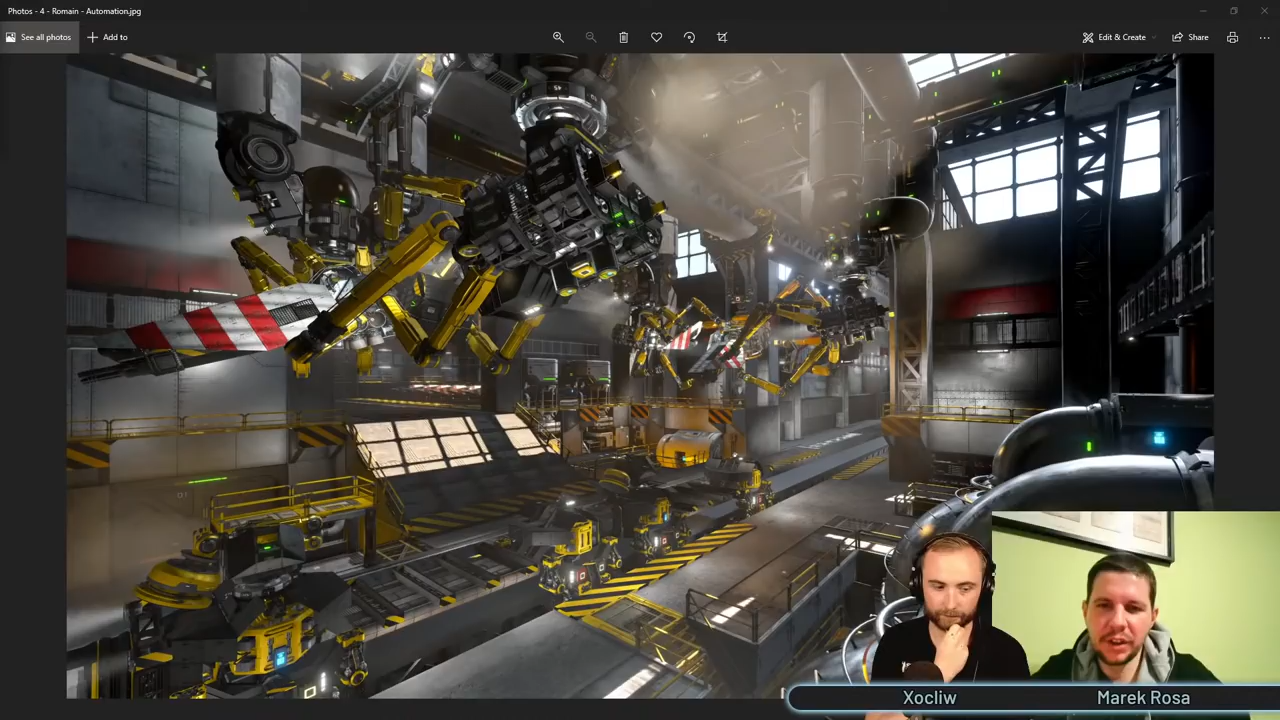 Photos - 4 - Romain - Automation.jpg
See all photos
Add to
Edit & Create
Share
Xocliw
Marek Rosa